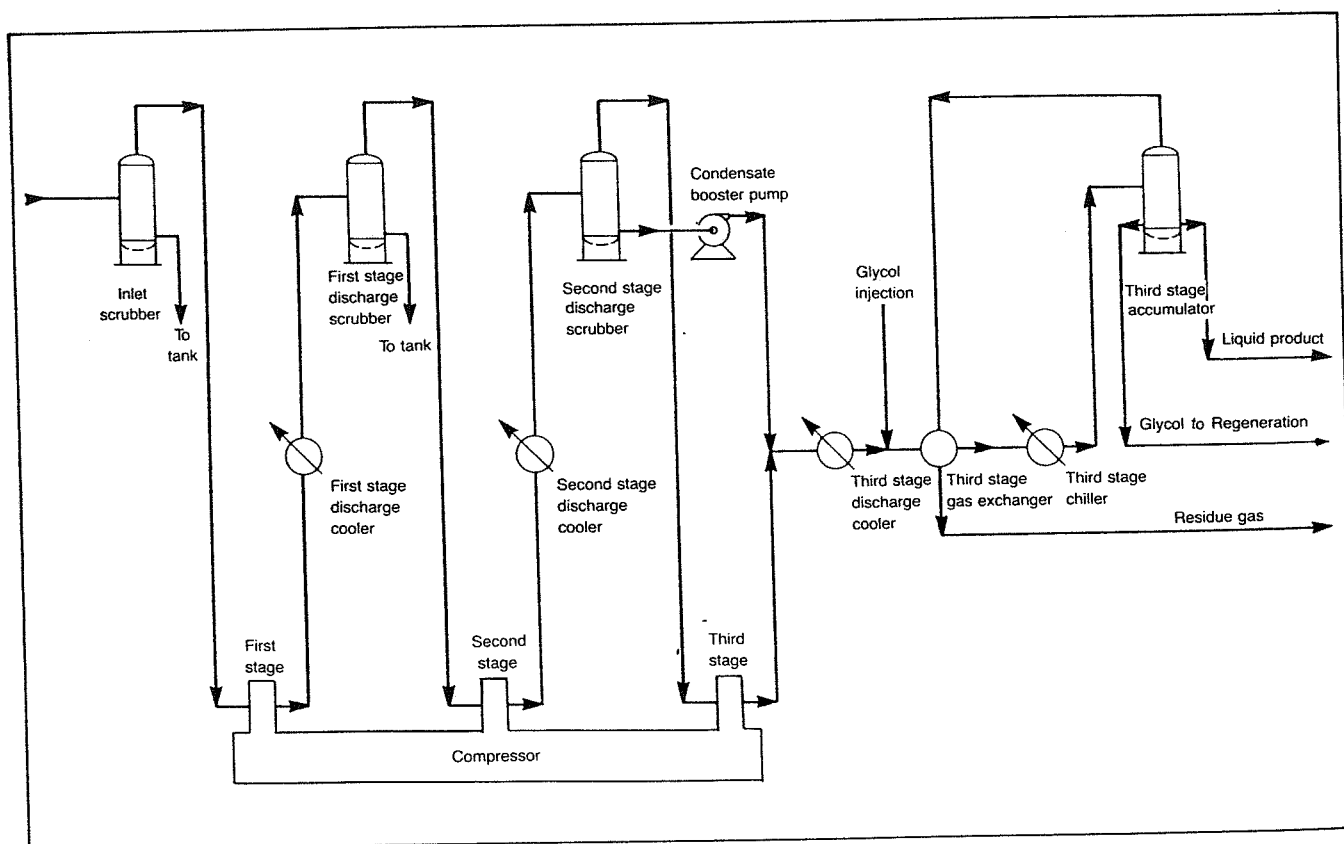 Condensate
booster pump
Inlet
scrubber
To
tank
First stage
discharge
scrubber
To tank
Second stage
discharge
scrubber
Glycol
injection
Third stage
accumulator
Liquid product
Glycol to Regeneration
First stage
discharge
cooler
Second stage
discharge
cooler
Third stage
discharge
cooler
Third stage
gas exchanger
Third stage
chiller
Residue gas
First
stage
Second
stage
Third
stage
Compressor